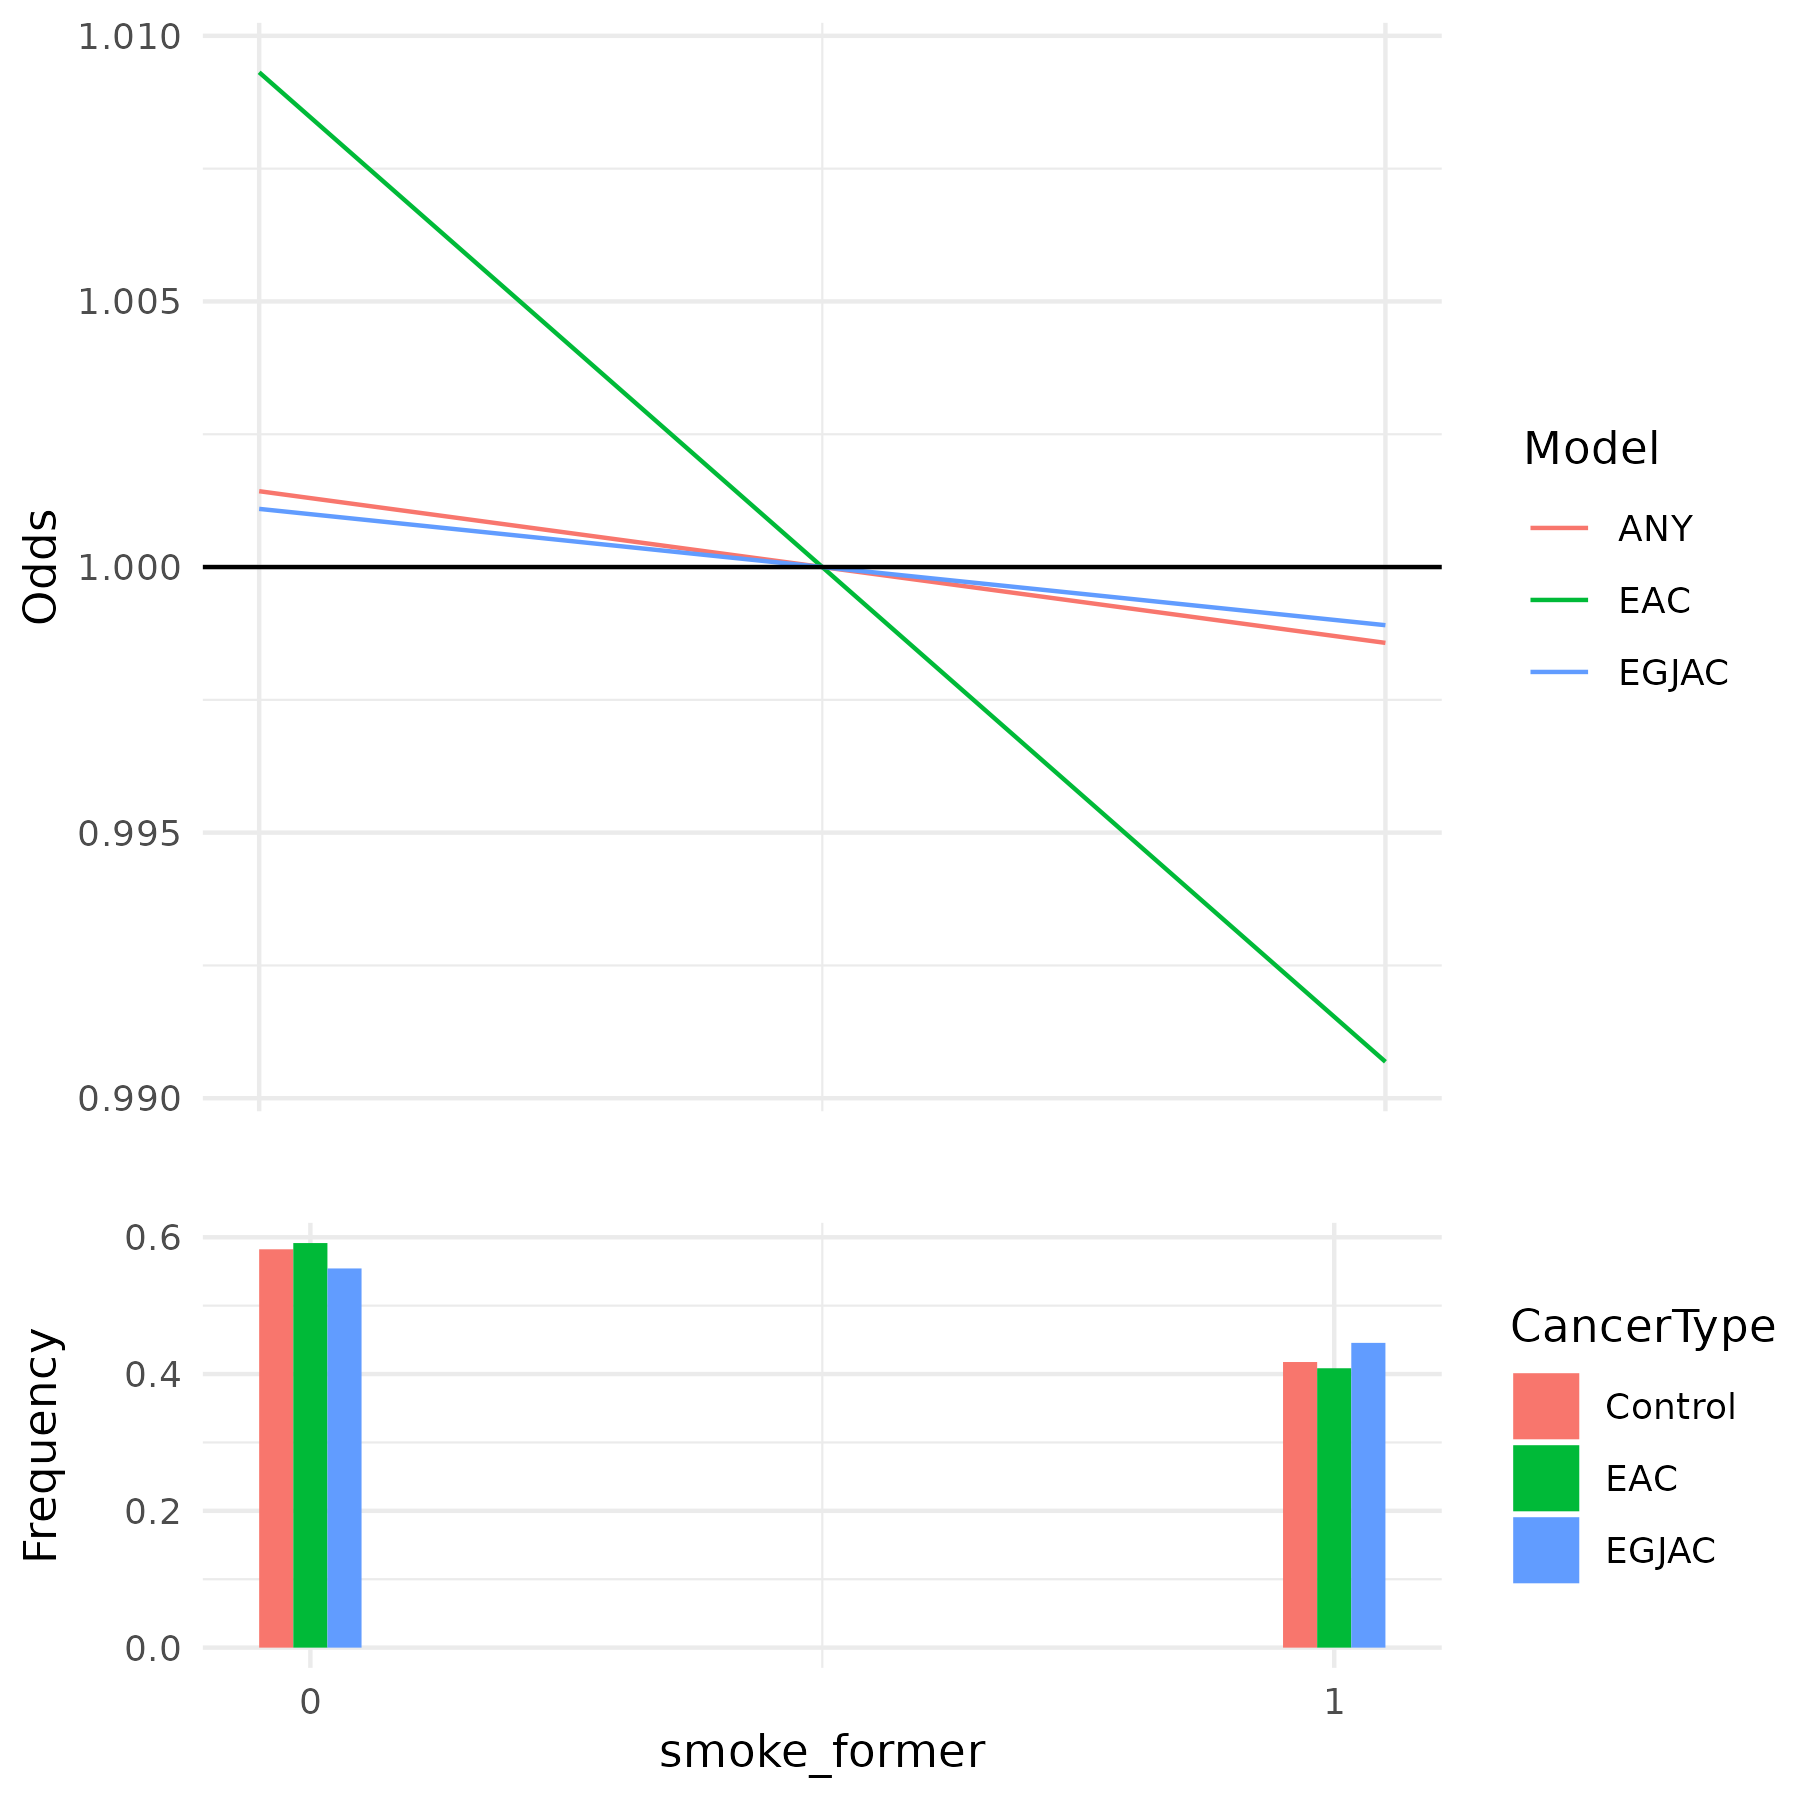 1.010
1.005
1.000
0.995
0.990
Odds
Model
ANY
EAC
EGJAC
0.6
0.4
0.2
0.0
Frequency
0
1
smoke_former
CancerType
Control
EAC
EGJAC